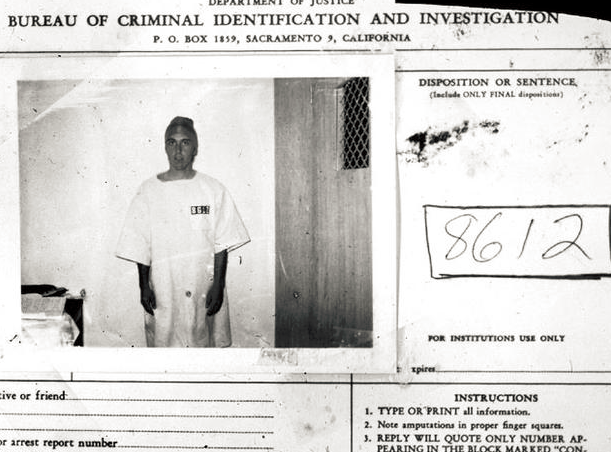 DEPARTMENT OF JUSTICE
BUREAU OF CRIMINAL IDENTIFICATION AND INVESTIGATION
P. O. BOX 1859, SACRAMENTO 9, CALIFORNIA
DISPOSITION OR SENTENCE
(Include ONLY FINAL dispositions)
8612
8612
FOR INSTITUTIONS USE ONLY
expires
tive or friend:
or arrest report number
INSTRUCTIONS
1. TYPE OR PRINT all information.
2. Note amputations in proper finger squares.
3. REPLY WILL QUOTE ONLY NUMBER AP-
PEARING IN THE BLOCK MARKED "CON-